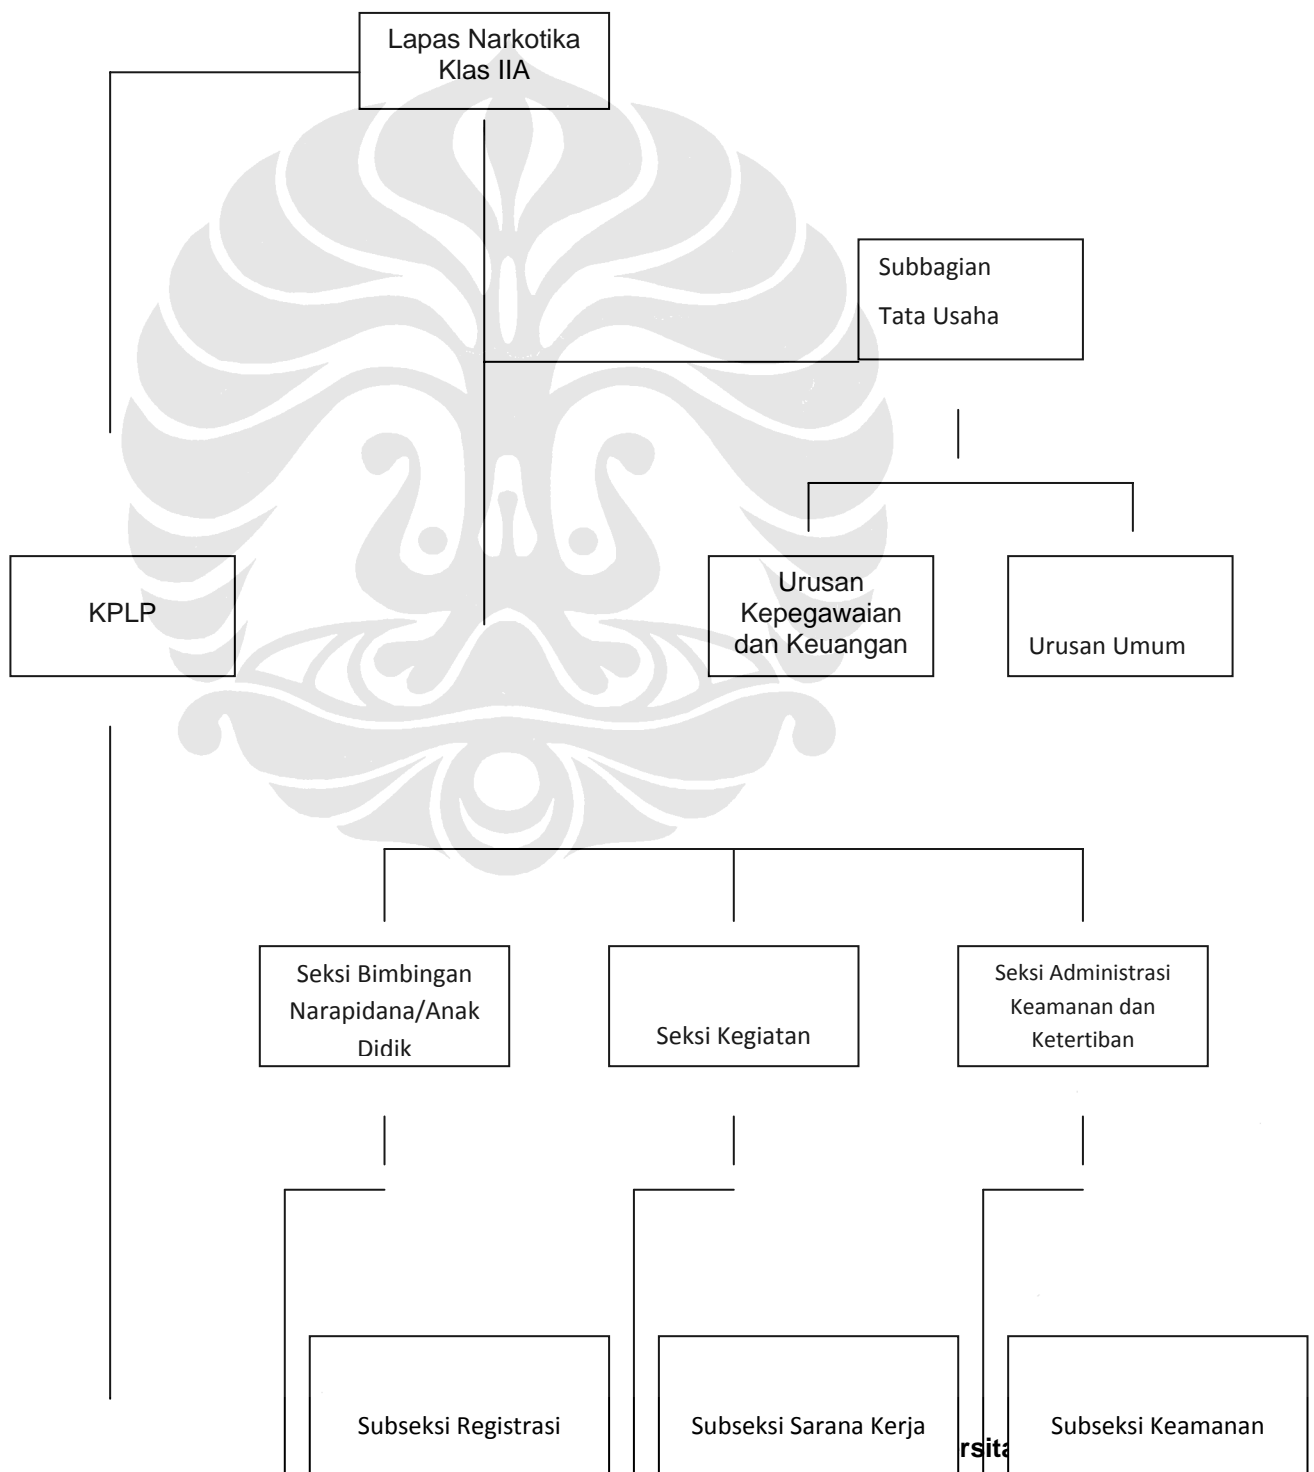 Lapas Narkotika
Klas IIA
Subbagian
Tata Usaha
KPLP
Urusan
Kepegawaian
dan Keuangan
Urusan Umum
Seksi Bimbingan
Narapidana/Anak
Didik
Seksi Kegiatan
Seksi Administrasi
Keamanan dan
Ketertiban
Subseksi Registrasi
Subseksi Sarana Kerja
Subseksi Keamanan